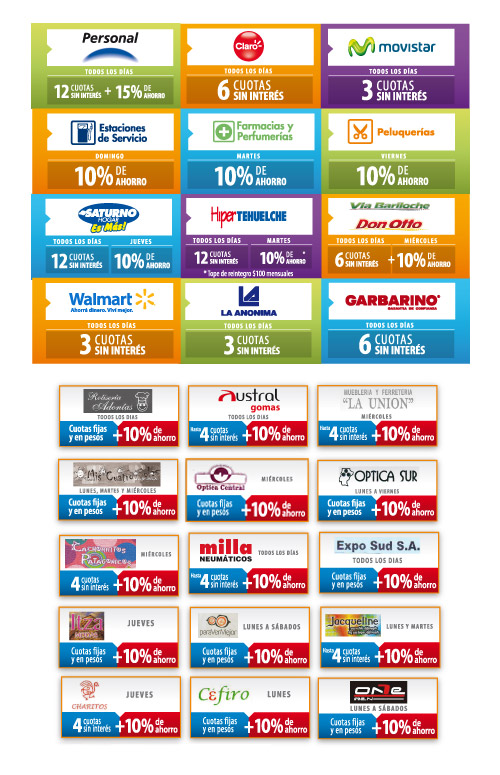 Personal
TODOS LOS DÍAS
12 CUOTAS SIN INTERÉS + 15% DE AHORRO
Claro
TODOS LOS DÍAS
6 CUOTAS SIN INTERÉS
movistar
TODOS LOS DÍAS
3 CUOTAS SIN INTERÉS
Estaciones de Servicio
DOMINGO
10% DE AHORRO
Farmacias y Perfumerías
MARTES
10% DE AHORRO
Peluquerías
VIERNES
10% DE AHORRO
SATURNO HOGAR
Es Más!
TODOS LOS DÍAS JUEVES
12 CUOTAS SIN INTERÉS 10% DE AHORRO
HiperTEHUELCHE
TODOS LOS DÍAS MARTES
12 CUOTAS SIN INTERÉS 10% DE AHORRO *
* Tope de reintegro $100 mensuales
Via Bariloche
Don Otto
TODOS LOS DÍAS MIÉRCOLES
6 CUOTAS SIN INTERÉS +10% DE AHORRO
Walmart
Ahorrá dinero. Viví mejor.
TODOS LOS DÍAS
3 CUOTAS SIN INTERÉS
LA ANONIMA
TODOS LOS DÍAS
3 CUOTAS SIN INTERÉS
GARBARINO
GARANTIA DE CONFIANZA
TODOS LOS DÍAS
6 CUOTAS SIN INTERÉS
Rotisería
Adonías
TODOS LOS DIAS
Cuotas fijas y en pesos +10% de ahorro
Austral gomas
TODOS LOS DIAS
Hasta 4 cuotas sin interés +10% de ahorro
MUEBLERIA Y FERRETERIA
"LA UNION"
MIÉRCOLES
Hasta 4 cuotas sin interés +10% de ahorro
LUNES, MARTES Y MIÉRCOLES
Cuotas fijas y en pesos +10% de ahorro
Optica Central
MIÉRCOLES
Cuotas fijas y en pesos +10% de ahorro
OPTICA SUR
LUNES A VIERNES
Cuotas fijas y en pesos +10% de ahorro
Cachorritos Patagonicos
MIÉRCOLES
4 cuotas sin interés +10% de ahorro
milla
NEUMÁTICOS
TODOS LOS DÍAS
Hasta 4 cuotas sin interés +10% de ahorro
Expo Sud S.A.
TODOS LOS DIAS
Cuotas fijas y en pesos +10% de ahorro
JUEVES
Cuotas fijas y en pesos +10% de ahorro
paraVerMejor
LUNES A SÁBADOS
Cuotas fijas y en pesos +10% de ahorro
Jacqueline
LUNES Y MARTES
Hasta 4 cuotas sin interés +10% de ahorro
CHARITOS
JUEVES
4 cuotas sin interés +10% de ahorro
Céfiro
LUNES
Cuotas fijas y en pesos +10% de ahorro
ONE
LUNES A SÁBADOS
Cuotas fijas y en pesos +10% de ahorro